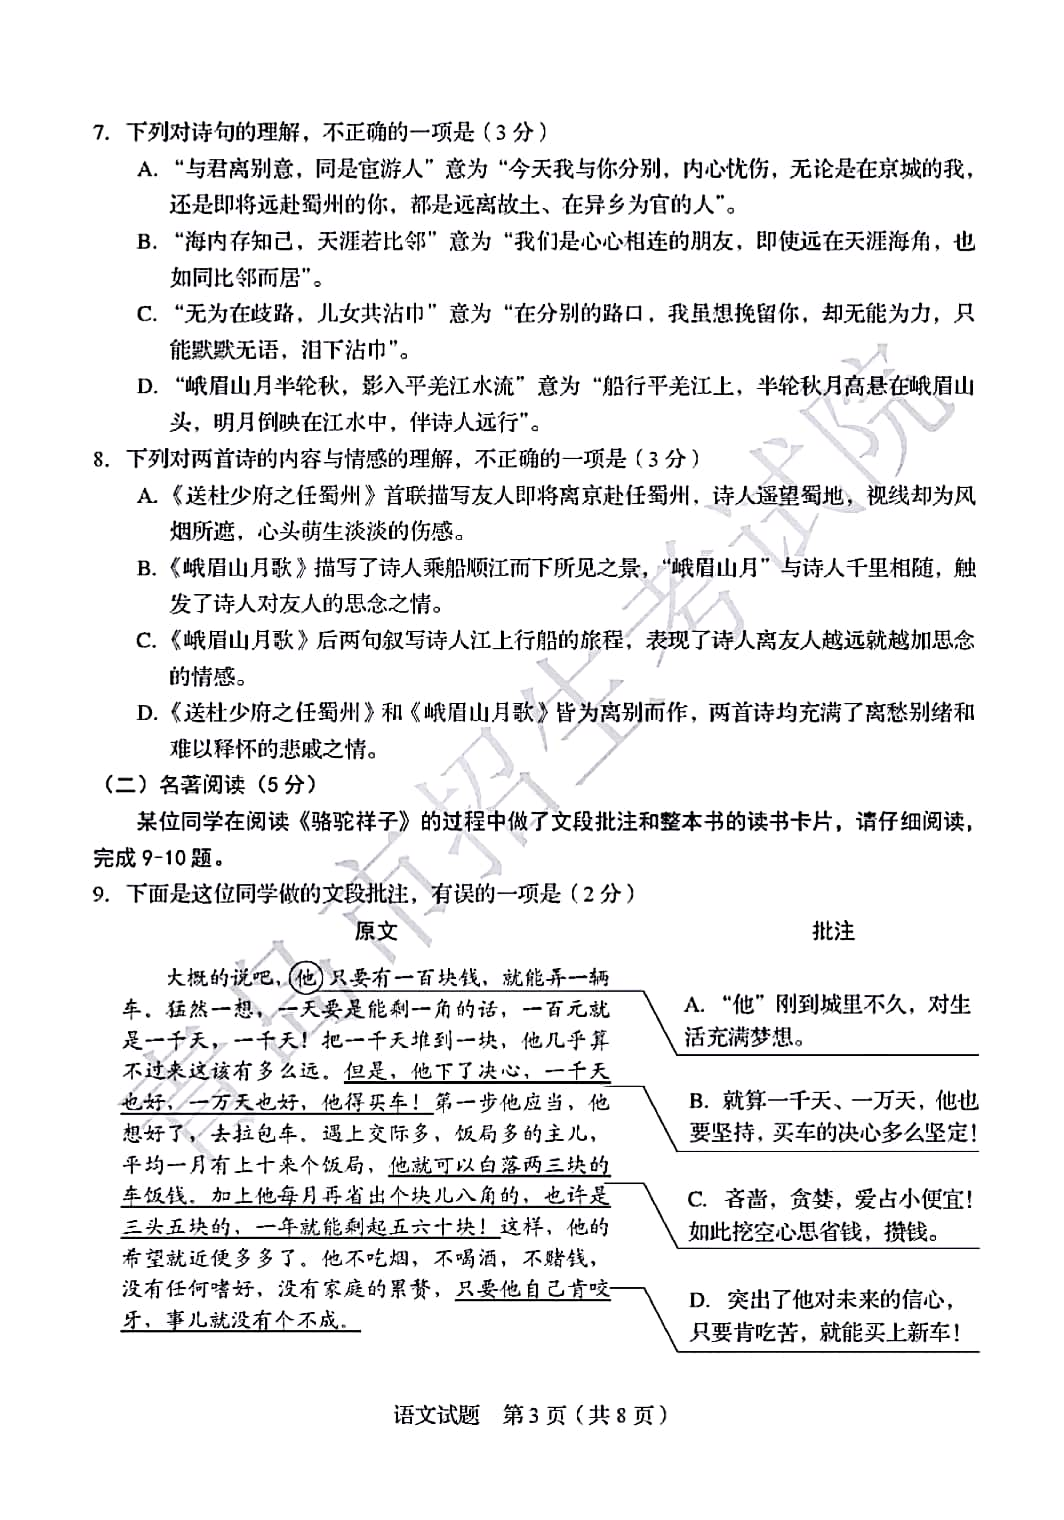 7. 下列对诗句的理解，不正确的一项是（3 分）
A. “与君离别意，同是宦游人”意为“今天我与你分别，内心忧伤，无论是在京城的我，
还是即将远赴蜀州的你，都是远离故土、在异乡为官的人”。
B. “海内存知己，天涯若比邻”意为“我们是心心相连的朋友，即使远在天涯海角，也
如同比邻而居”。
C. “无为在歧路，儿女共沾巾”意为“在分别的路口，我虽想挽留你，却无能为力，只
能默默无语，泪下沾巾”。
D. “峨眉山月半轮秋，影入平羌江水流”意为“船行平羌江上，半轮秋月高悬在峨眉山
头，明月倒映在江水中，伴诗人远行”。
8. 下列对两首诗的内容与情感的理解，不正确的一项是（3 分）
A.《送杜少府之任蜀州》首联描写友人即将离京赴任蜀州，诗人遥望蜀地，视线却为风
烟所遮，心头萌生淡淡的伤感。
B.《峨眉山月歌》描写了诗人乘船顺江而下所见之景，“峨眉山月”与诗人千里相随，触
发了诗人对友人的思念之情。
C.《峨眉山月歌》后两句叙写诗人江上行船的旅程，表现了诗人离友人越远就越加思念
的情感。
D.《送杜少府之任蜀州》和《峨眉山月歌》皆为离别而作，两首诗均充满了离愁别绪和
难以释怀的悲戚之情。
（二）名著阅读（5 分）
某位同学在阅读《骆驼祥子》的过程中做了文段批注和整本书的读书卡片，请仔细阅读，
完成 9-10 题。
9. 下面是这位同学做的文段批注，有误的一项是（2 分）
原文
大概的说吧，他只要有一百块钱，就能弄一辆
车。猛然一想，一天要是能剩一角的话，一百元就
是一千天，一千天！把一千天堆到一块，他几乎算
不过来这该有多么远。但是，他下了决心，一千天
也好，一万天也好，他得买车！第一步他应当，他
想好了，去拉包车。遇上交际多，饭局多的主儿，
平均一月有上十来个饭局，他就可以白落两三块的
车饭钱。加上他每月再省出个块儿八角的，也许是
三头五块的，一年就能剩起五六十块！这样，他的
希望就近便多多了。他不吃烟，不喝酒，不赌钱，
没有任何嗜好，没有家庭的累赘，只要他自己肯咬
牙，事儿就没有个不成。
批注
A. “他”刚到城里不久，对生
活充满梦想。
B. 就算一千天、一万天，他也
要坚持，买车的决心多么坚定！
C. 吝啬，贪婪，爱占小便宜！
如此挖空心思省钱，攒钱。
D. 突出了他对未来的信心，
只要肯吃苦，就能买上新车！
语文试题 第 3 页（共 8 页）
青岛市招生考试院